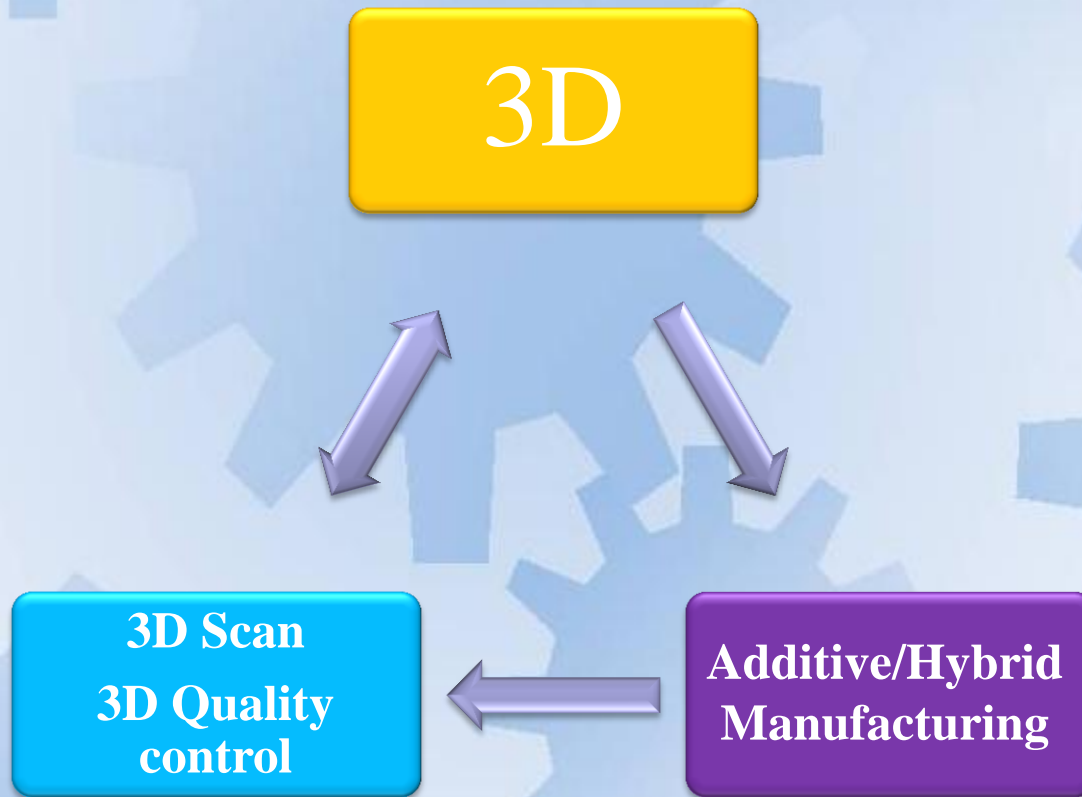 3D
3D Scan
3D Quality
control
Additive/Hybrid
Manufacturing